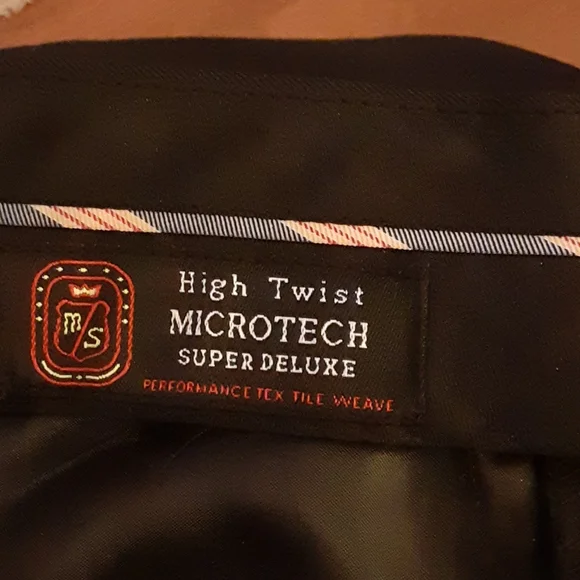 m
S
High Twist
MICROTECH
SUPER DELUXE
PERFORMANCE TEX TILE WEAVE